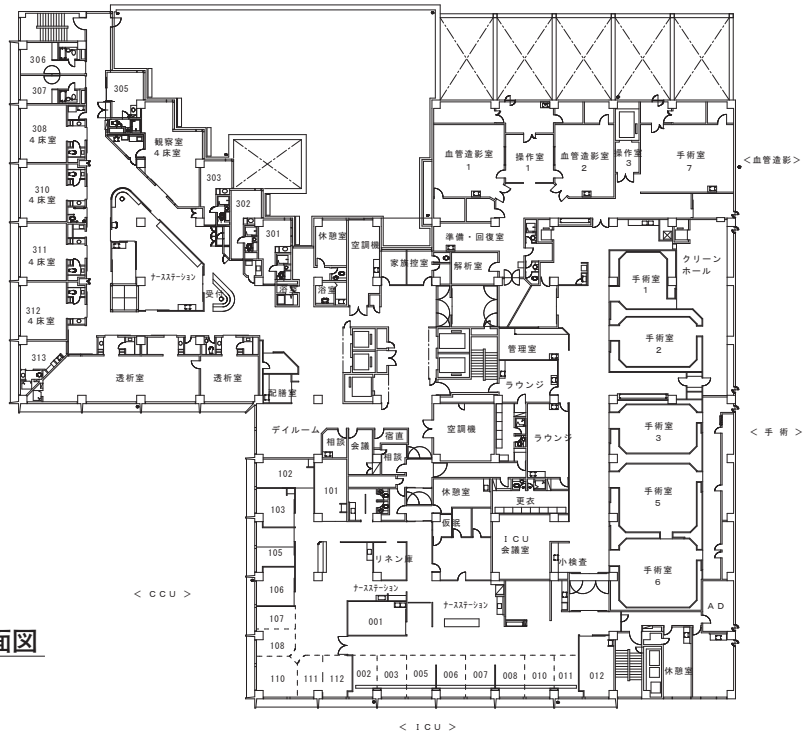 306
307
305
308
4床室
観察室
4床室
310
4床室
303
302
301
311
4床室
312
4床室
313
ナースステーション
受付
浴室
休憩室
空調機
浴室
透析室
透析室
配膳室
血管造影室
1
操作室
1
血管造影室
2
操作室
3
手術室
7
<血管造影>
準備・回復室
家族控室
解析室
クリーン
ホール
手術室
1
手術室
2
管理室
ラウンジ
ラウンジ
空調機
手術室
3
< 手 術 >
手術室
5
手術室
6
デイルーム
相談
会議
宿直
相談
102
101
103
105
106
107
108
110
111
112
休憩室
更衣
仮眠
ICU
会議室
小検査
リネン庫
ナースステーション
ナースステーション
001
002
003
005
006
007
008
010
011
012
AD
休憩室
< CCU >
面図
< ICU >